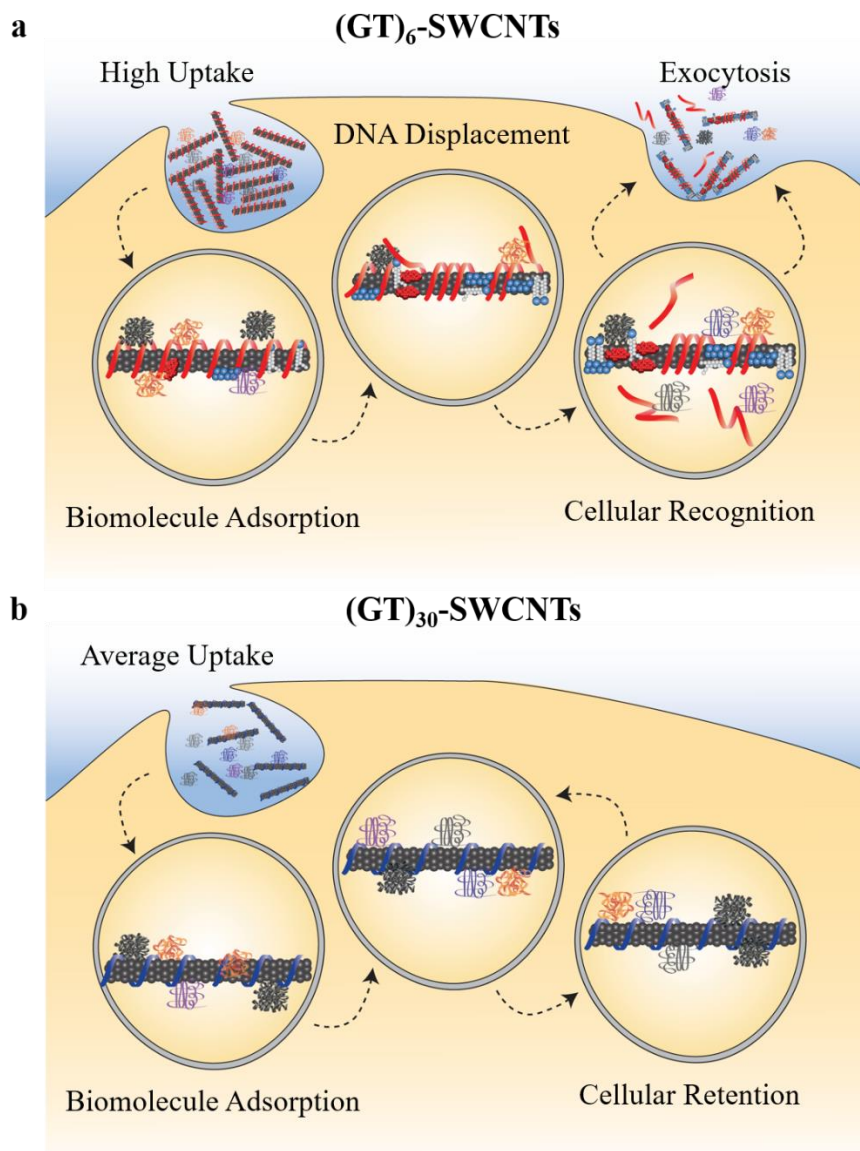 a
(GT)₆-SWCNTs
High Uptake
Exocytosis
DNA Displacement
Biomolecule Adsorption
Cellular Recognition
b
(GT)₃₀-SWCNTs
Average Uptake
Biomolecule Adsorption
Cellular Retention